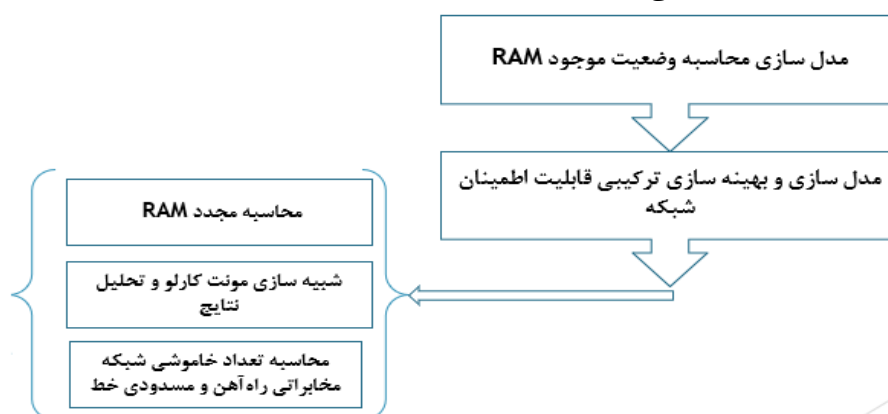 مدل سازی محاسبه وضعیت موجود RAM
مدل سازی و بهینه سازی ترکیبی قابلیت اطمینان
شبکه
محاسبه مجدد RAM
شبیه سازی مونت کارلو و تحلیل
نتایج
محاسبه تعداد خاموشی شبکه
مخابراتی راه‌آهن و مسدودی خط